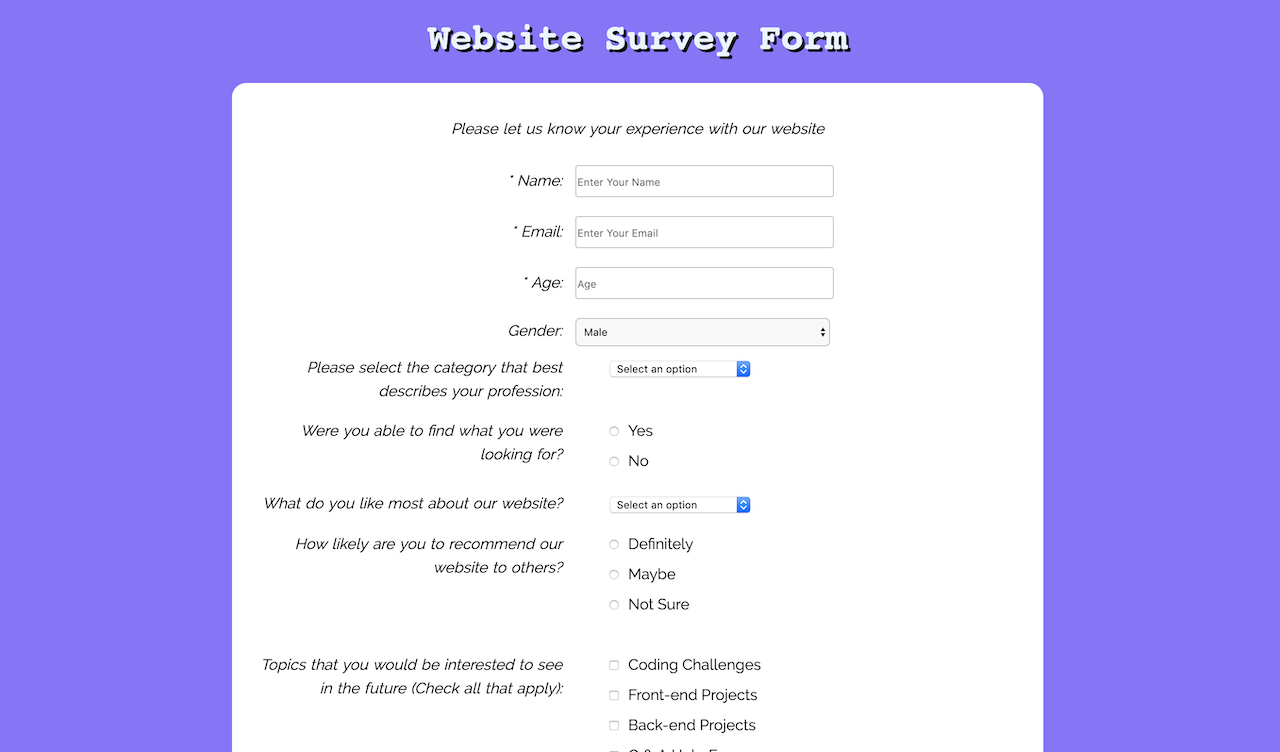 Website Survey Form
Please let us know your experience with our website
* Name: Enter Your Name
* Email: Enter Your Email
* Age: Age
Gender: Male
Please select the category that best
describes your profession:
Select an option
Were you able to find what you were
looking for?
Yes
No
What do you like most about our website? Select an option
How likely are you to recommend our
website to others?
Definitely
Maybe
Not Sure
Topics that you would be interested to see
in the future (Check all that apply):
Coding Challenges
Front-end Projects
Back-end Projects